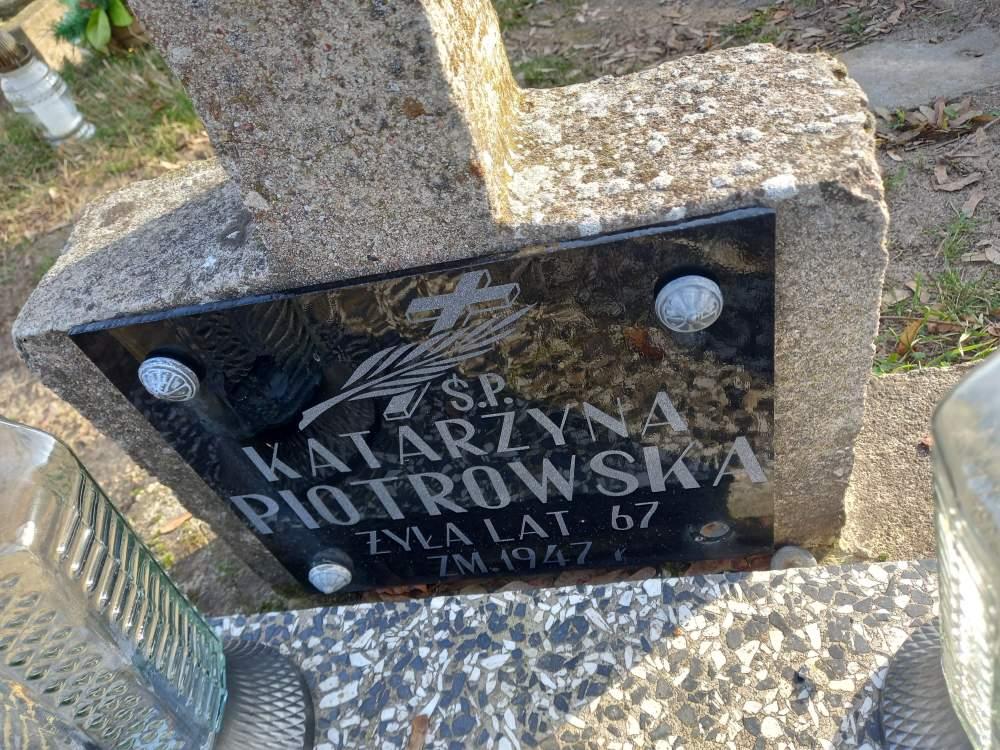 Ś.P.
KATARZYNA
PIOTROWSKA
ŻYŁA LAT 67
ZM. 1947 r